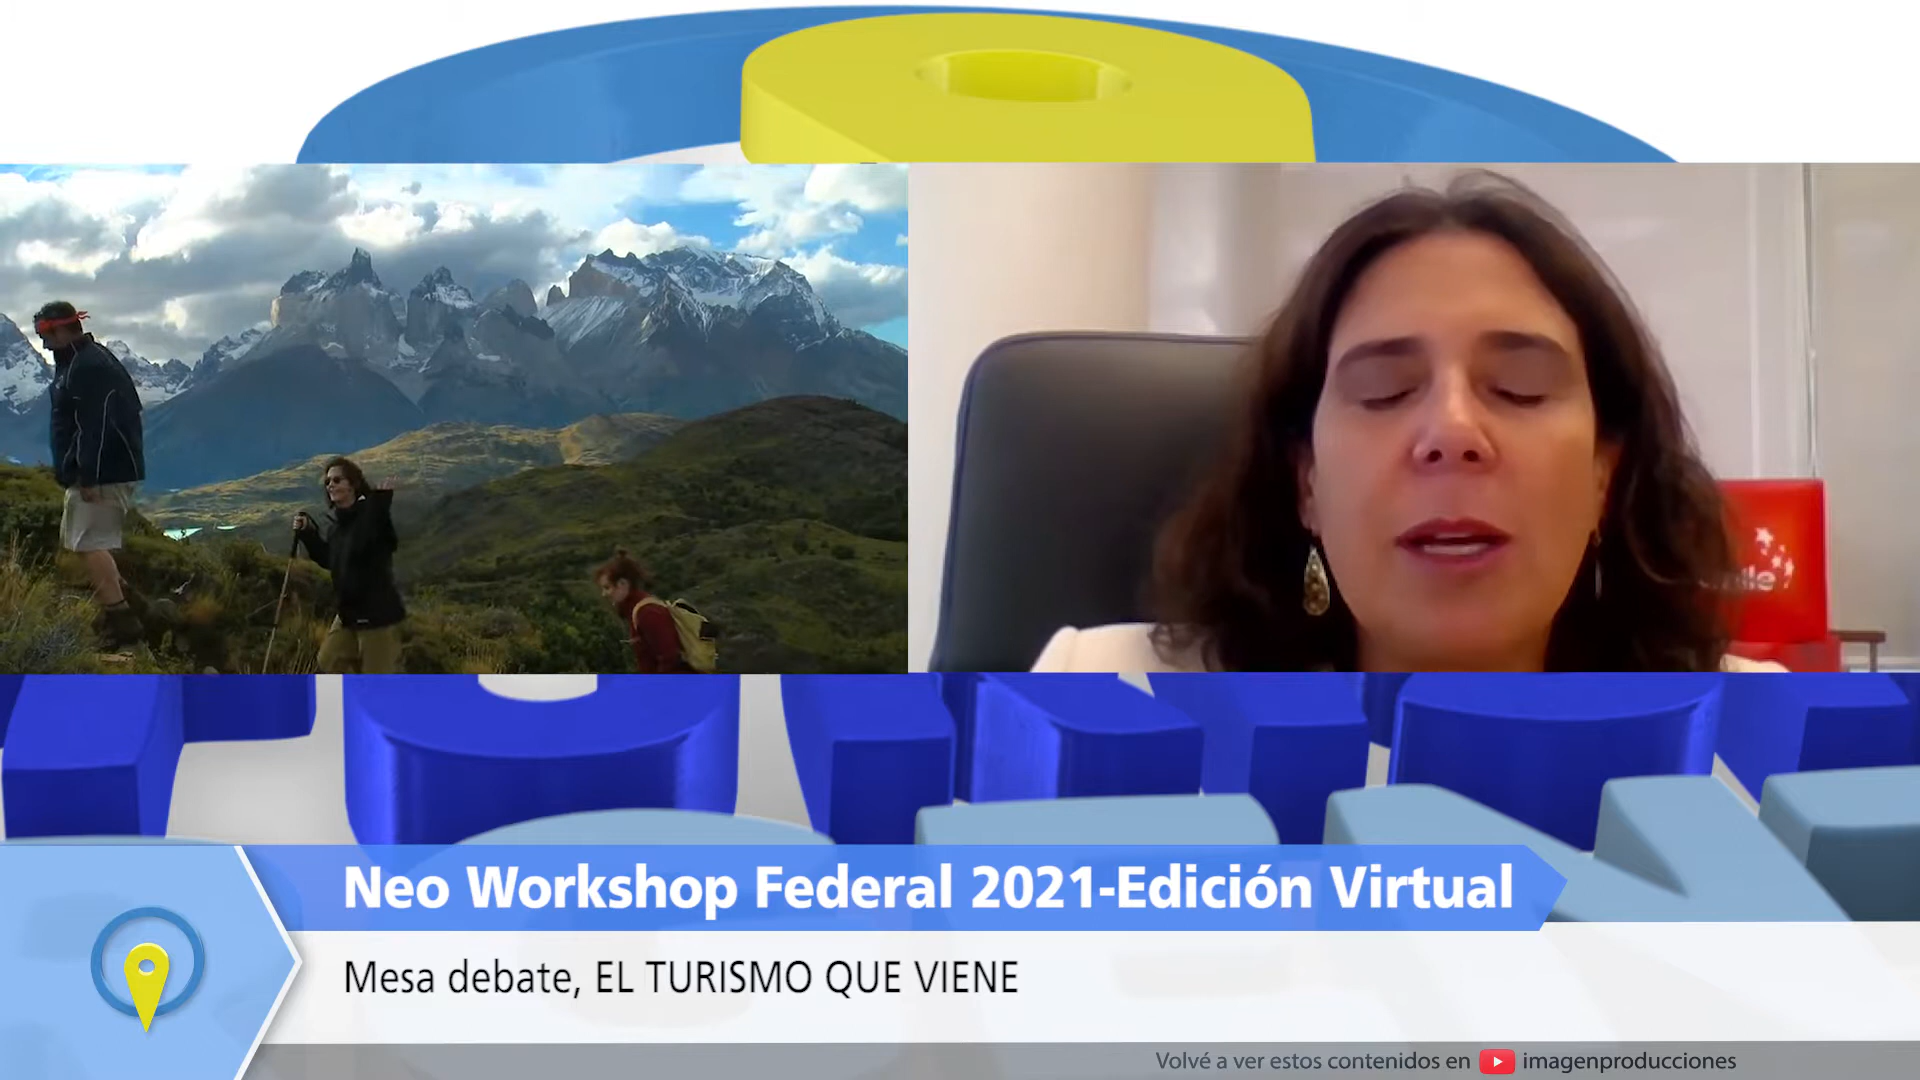 Neo Workshop Federal 2021-Edición Virtual
Mesa debate, EL TURISMO QUE VIENE
Volvé a ver estos contenidos en imagenproducciones